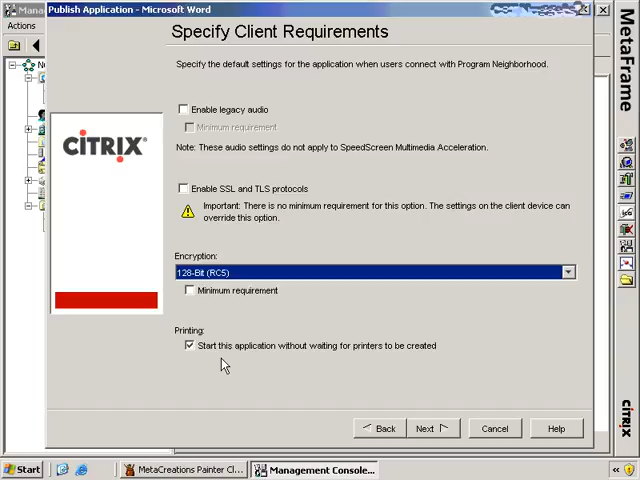 Mana
Publish Application - Microsoft Word
Actions
Specify Client Requirements
Specify the default settings for the application when users connect with Program Neighborhood.
Enable legacy audio
Minimum requirement
Note: These audio settings do not apply to SpeedScreen Multimedia Acceleration.
CITRIX
Enable SSL and TLS protocols
Important: There is no minimum requirement for this option. The settings on the client device can
override this option.
Encryption:
128-Bit (RC5)
Minimum requirement
Printing:
Start this application without waiting for printers to be created
Back
Next
Cancel
Help
MetaFrame
CITRIX
Start
MetaCreations Painter Cl...
Management Console...